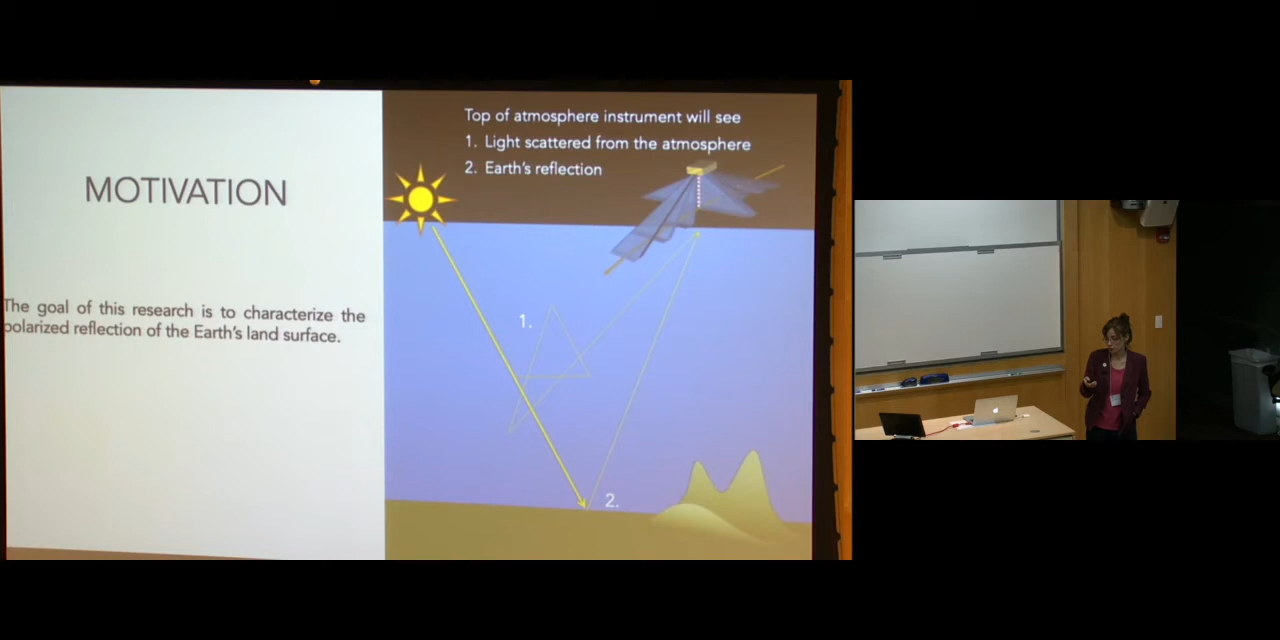 MOTIVATION
The goal of this research is to characterize the
polarized reflection of the Earth's land surface.
Top of atmosphere instrument will see
1. Light scattered from the atmosphere
2. Earth's reflection
1.
2.